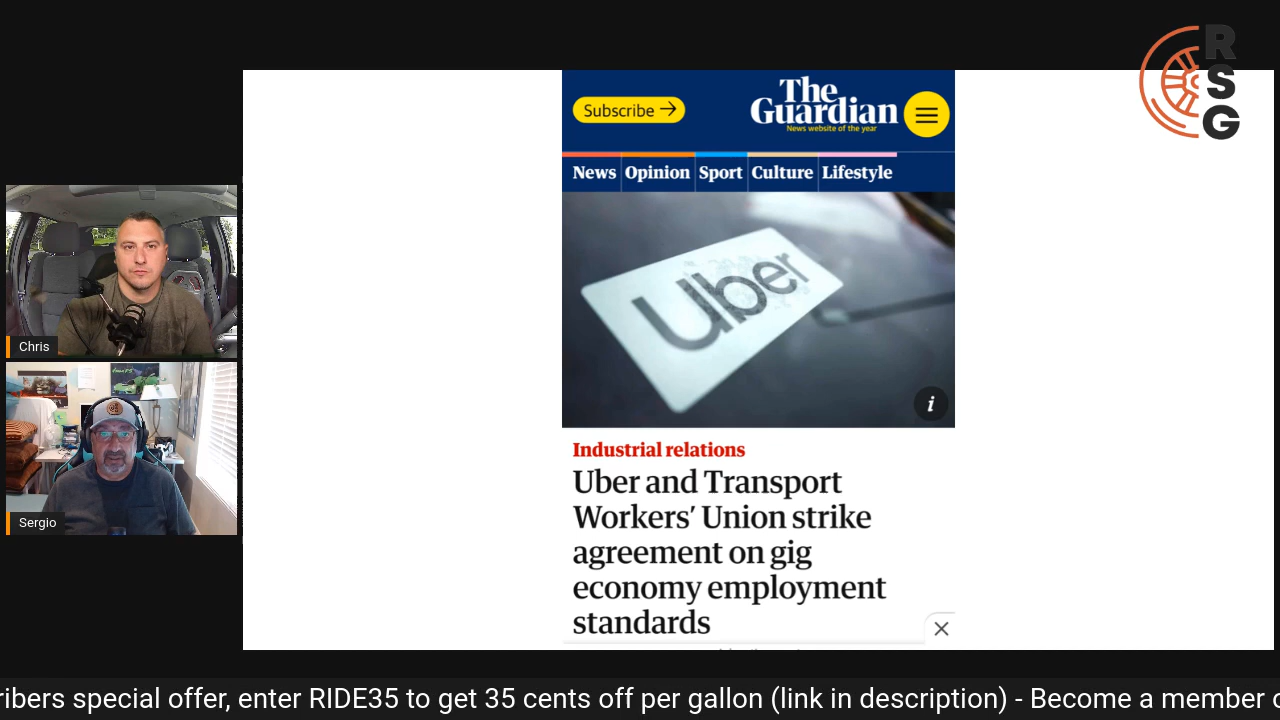 R
S
G
Subscribe →
The
Guardian
News website of the year
News Opinion Sport Culture Lifestyle
Uber
i
Chris
Sergio
Industrial relations
Uber and Transport
Workers’ Union strike
agreement on gig
economy employment
standards
ribers special offer, enter RIDE35 to get 35 cents off per gallon (link in description) - Become a member